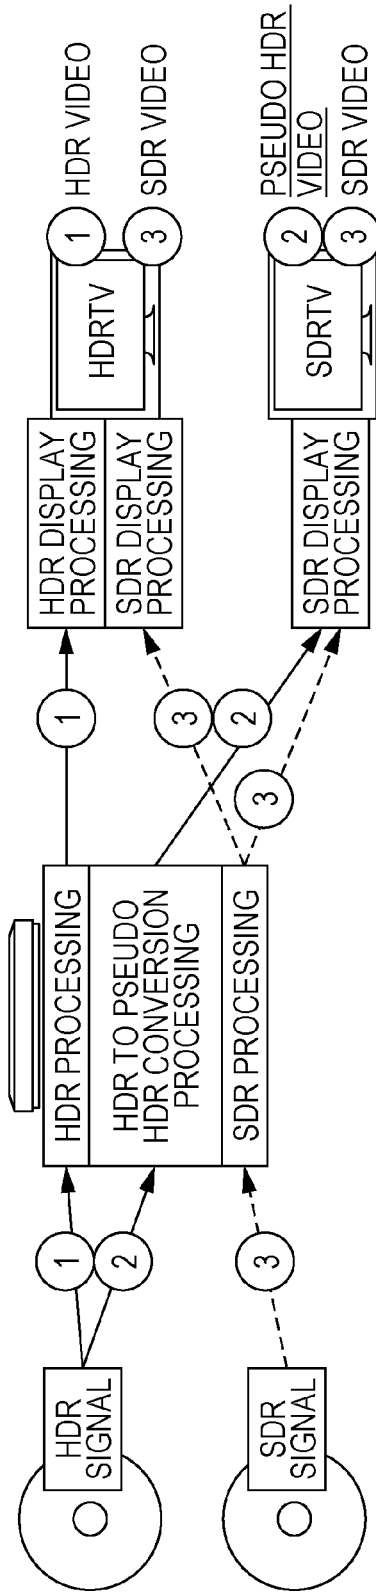 HDR
SIGNAL
SDR
SIGNAL
1
2
3
HDR PROCESSING
HDR TO PSEUDO
HDR CONVERSION
PROCESSING
SDR PROCESSING
1
3
2
3
HDR DISPLAY
PROCESSING
SDR DISPLAY
PROCESSING
SDR DISPLAY
PROCESSING
HDRTV
SDRTV
1 HDR VIDEO
3 SDR VIDEO
2 PSEUDO HDR
VIDEO
3 SDR VIDEO